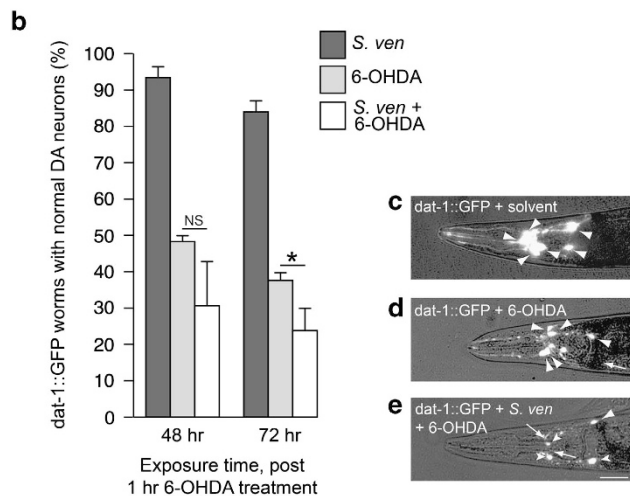 b
dat-1::GFP worms with normal DA neurons (%)
100
90
80
70
60
50
40
30
20
10
0
NS
*
48 hr
72 hr
Exposure time, post
1 hr 6-OHDA treatment
S. ven
6-OHDA
S. ven +
6-OHDA
c
dat-1::GFP + solvent
d
dat-1::GFP + 6-OHDA
e
dat-1::GFP + S. ven
+ 6-OHDA